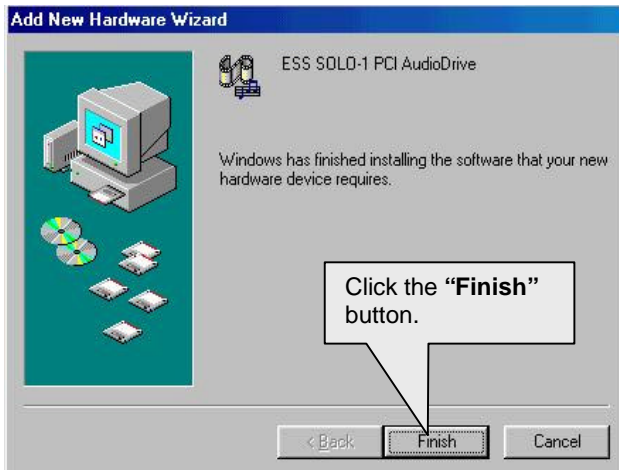 Add New Hardware Wizard
ESS SOLO-1 PCI AudioDrive
Windows has finished installing the software that your new
hardware device requires.
Click the “Finish”
button.
< Back
Finish
Cancel